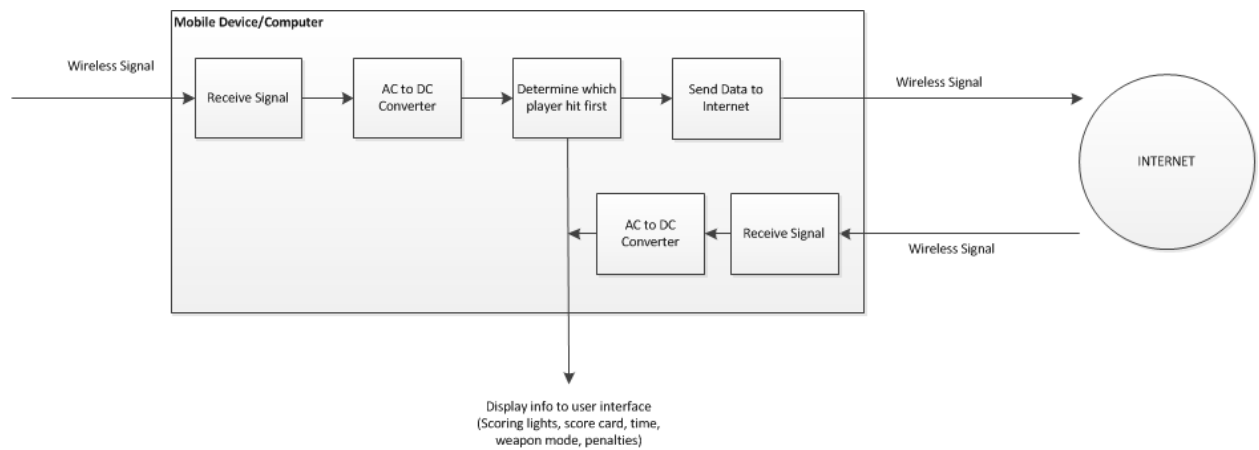 Mobile Device/Computer
Wireless Signal
Receive Signal
AC to DC
Converter
Determine which
player hit first
Send Data to
Internet
Wireless Signal
INTERNET
AC to DC
Converter
Receive Signal
Wireless Signal
Display info to user interface
(Scoring lights, score card, time,
weapon mode, penalties)